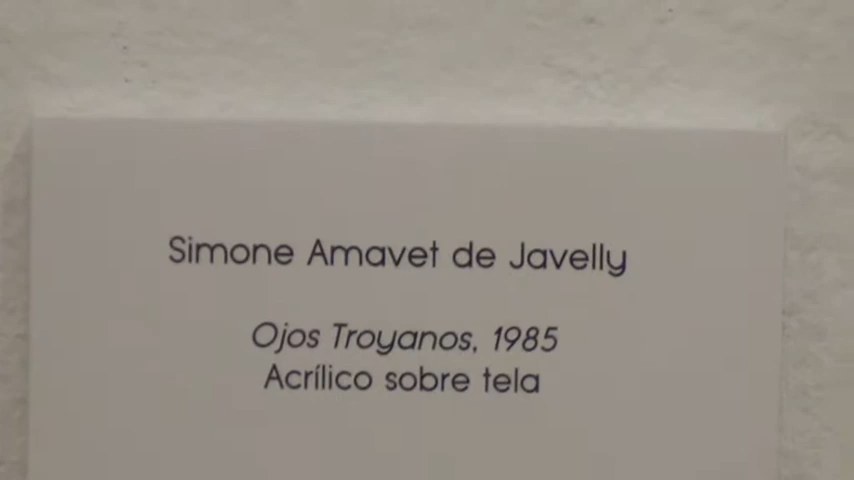 Simone Amavet de Javelly
Ojos Troyanos, 1985
Acrílico sobre tela